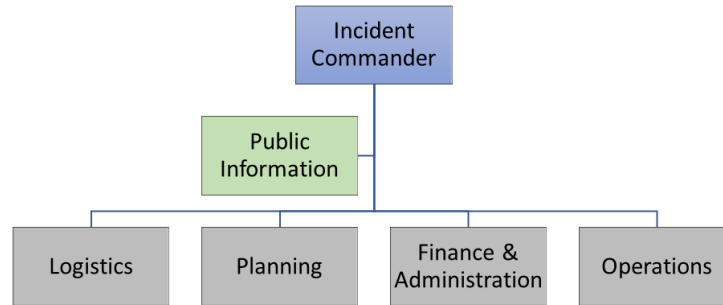 Incident
Commander
Public
Information
Logistics
Planning
Finance &
Administration
Operations